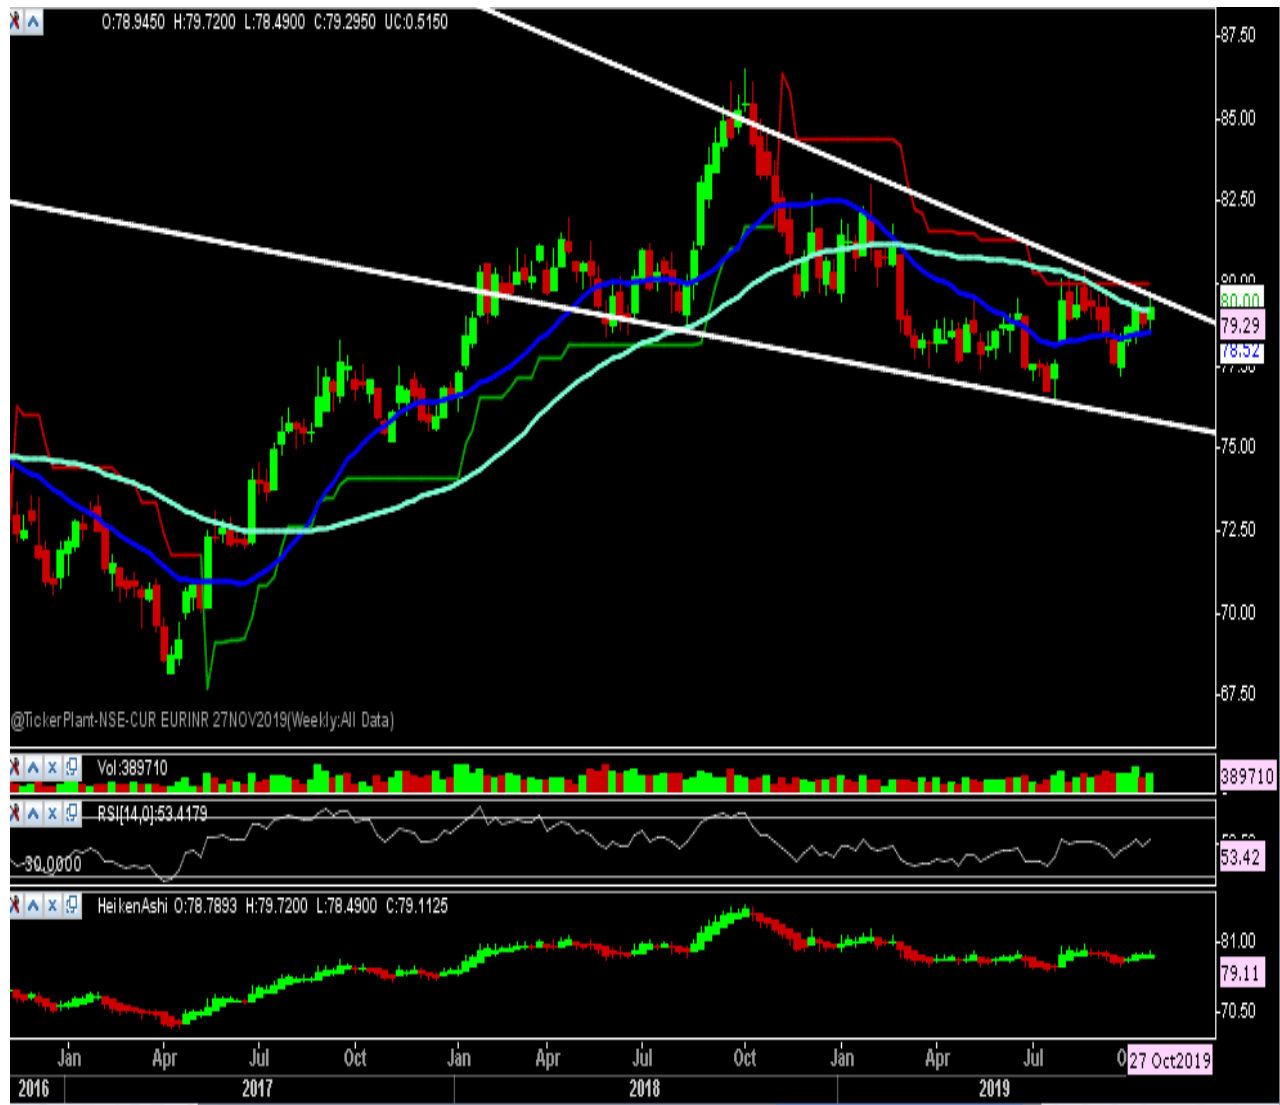 O:78.9450 H:79.7200 L:78.4900 C:79.2950 UC:0.5150
87.50
85.00
82.50
80.00
80.00
79.29
78.52
77.50
75.00
72.50
70.00
67.50
@TickerPlant-NSE-CUR EURINR 27NOV2019(Weekly:All Data)
Vol:389710
389710
RSI[14,0]:53.4179
30.0000
53.42
HeikenAshi O:78.7893 H:79.7200 L:78.4900 C:79.1125
81.00
79.11
70.50
Jan Apr Jul Oct Jan Apr Jul Oct Jan Apr Jul O 27 Oct2019
2016 2017 2018 2019